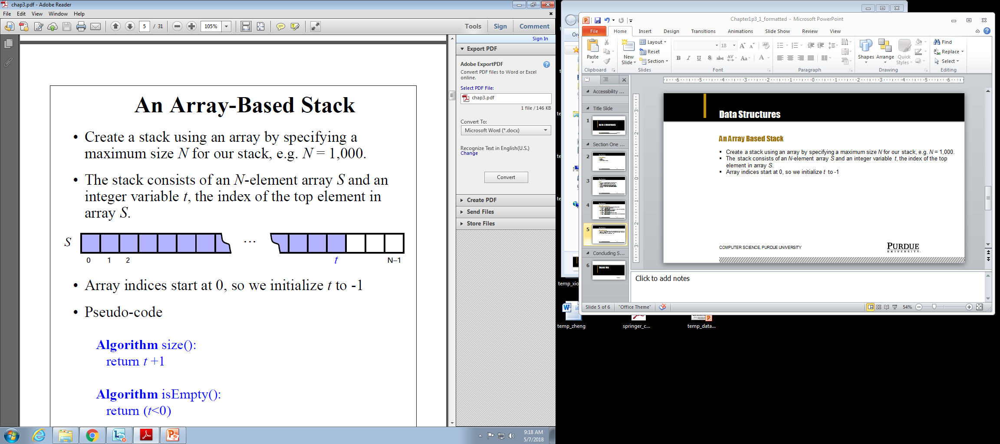 chap3.pdf - Adobe Reader
File Edit View Window Help
5 / 31
105%
Tools Sign Comment
Sign In
Export PDF
Adobe ExportPDF
Convert PDF files to Word or Excel
online.
Select PDF File:
chap3.pdf
1 file / 146 KB
Convert To:
Microsoft Word (*.docx)
Recognize Text in English(U.S.)
Change
Convert
Create PDF
Send Files
Store Files
An Array-Based Stack
• Create a stack using an array by specifying a
maximum size N for our stack, e.g. N = 1,000.
• The stack consists of an N-element array S and an
integer variable t, the index of the top element in
array S.
S ...
0 1 2 t N–1
• Array indices start at 0, so we initialize t to -1
• Pseudo-code
Algorithm size():
return t +1
Algorithm isEmpty():
return (t<0)
9:18 AM
5/7/2018
Chapter1p3_1_formatted - Microsoft PowerPoint
File Home Insert Design Transitions Animations Slide Show Review View
Paste
Clipboard
New
Slide
Layout
Reset
Section
Slides
18
B I U S abc AV Aa A
Font
Paragraph
Shapes Arrange Quick
Styles
Drawing
Find
Replace
Select
Editing
Accessibility ...
Title Slide
1
DATA STRUCTURES
Section One ...
2
3
4
5
Concluding S...
6
THANK YOU
Data Structures
An Array Based Stack
▪ Create a stack using an array by specifying a maximum size N for our stack, e.g. N = 1,000.
▪ The stack consists of an N-element array S and an integer variable t, the index of the top
element in array S.
▪ Array indices start at 0, so we initialize t to -1
COMPUTER SCIENCE, PURDUE UNIVERSITY
PURDUE
UNIVERSITY
Click to add notes
Slide 5 of 6 "Office Theme" 54%
temp_xio
temp_zheng
springer_c...
temp_data...